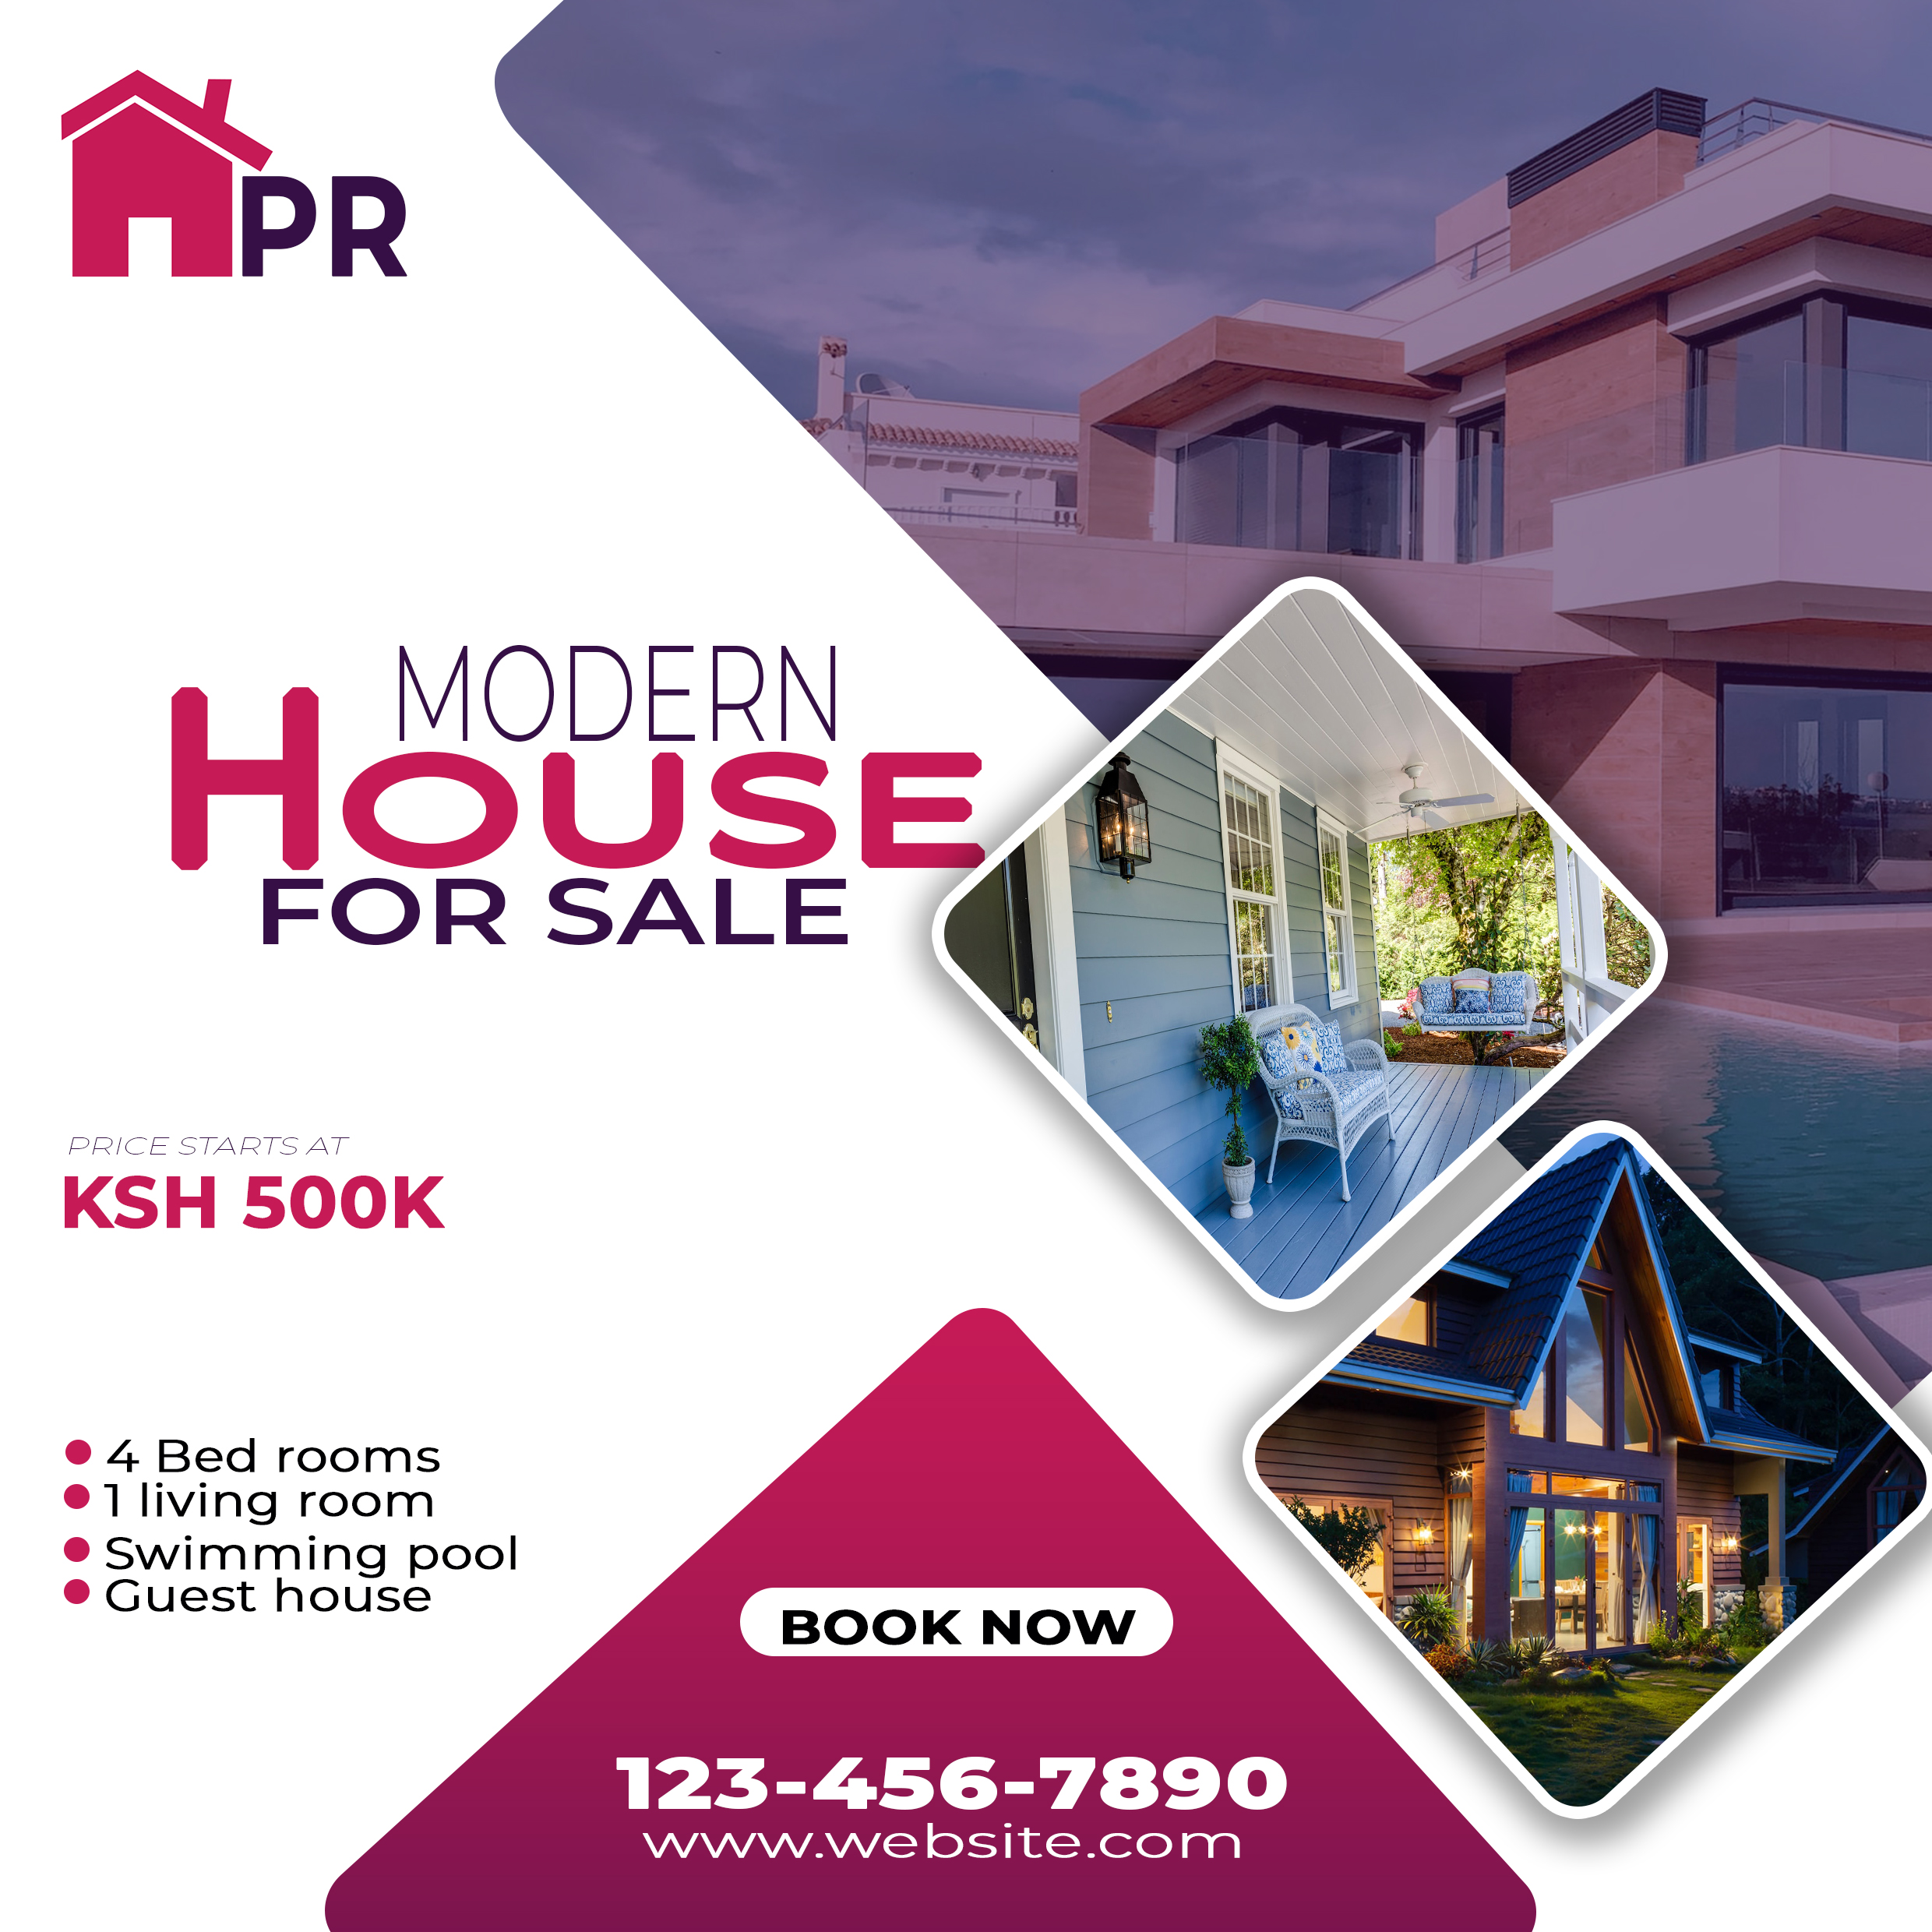 PR
MODERN
HOUSE
FOR SALE
PRICE STARTS AT
KSH 500K
4 Bed rooms
1 living room
Swimming pool
Guest house
BOOK NOW
123-456-7890
www.website.com